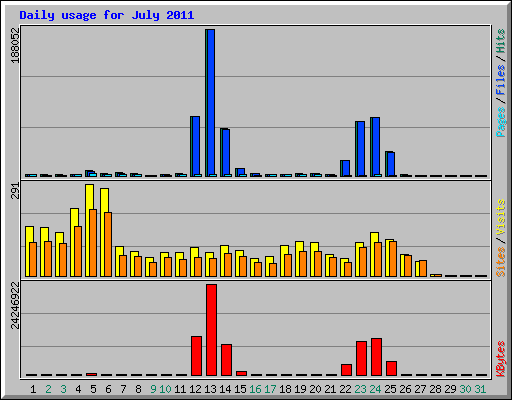 Daily usage for July 2011
188052
Pages / Files / Hits
291
Sites / Visits
24246922
KBytes
1 2 3 4 5 6 7 8 9 10 11 12 13 14 15 16 17 18 19 20 21 22 23 24 25 26 27 28 29 30 31